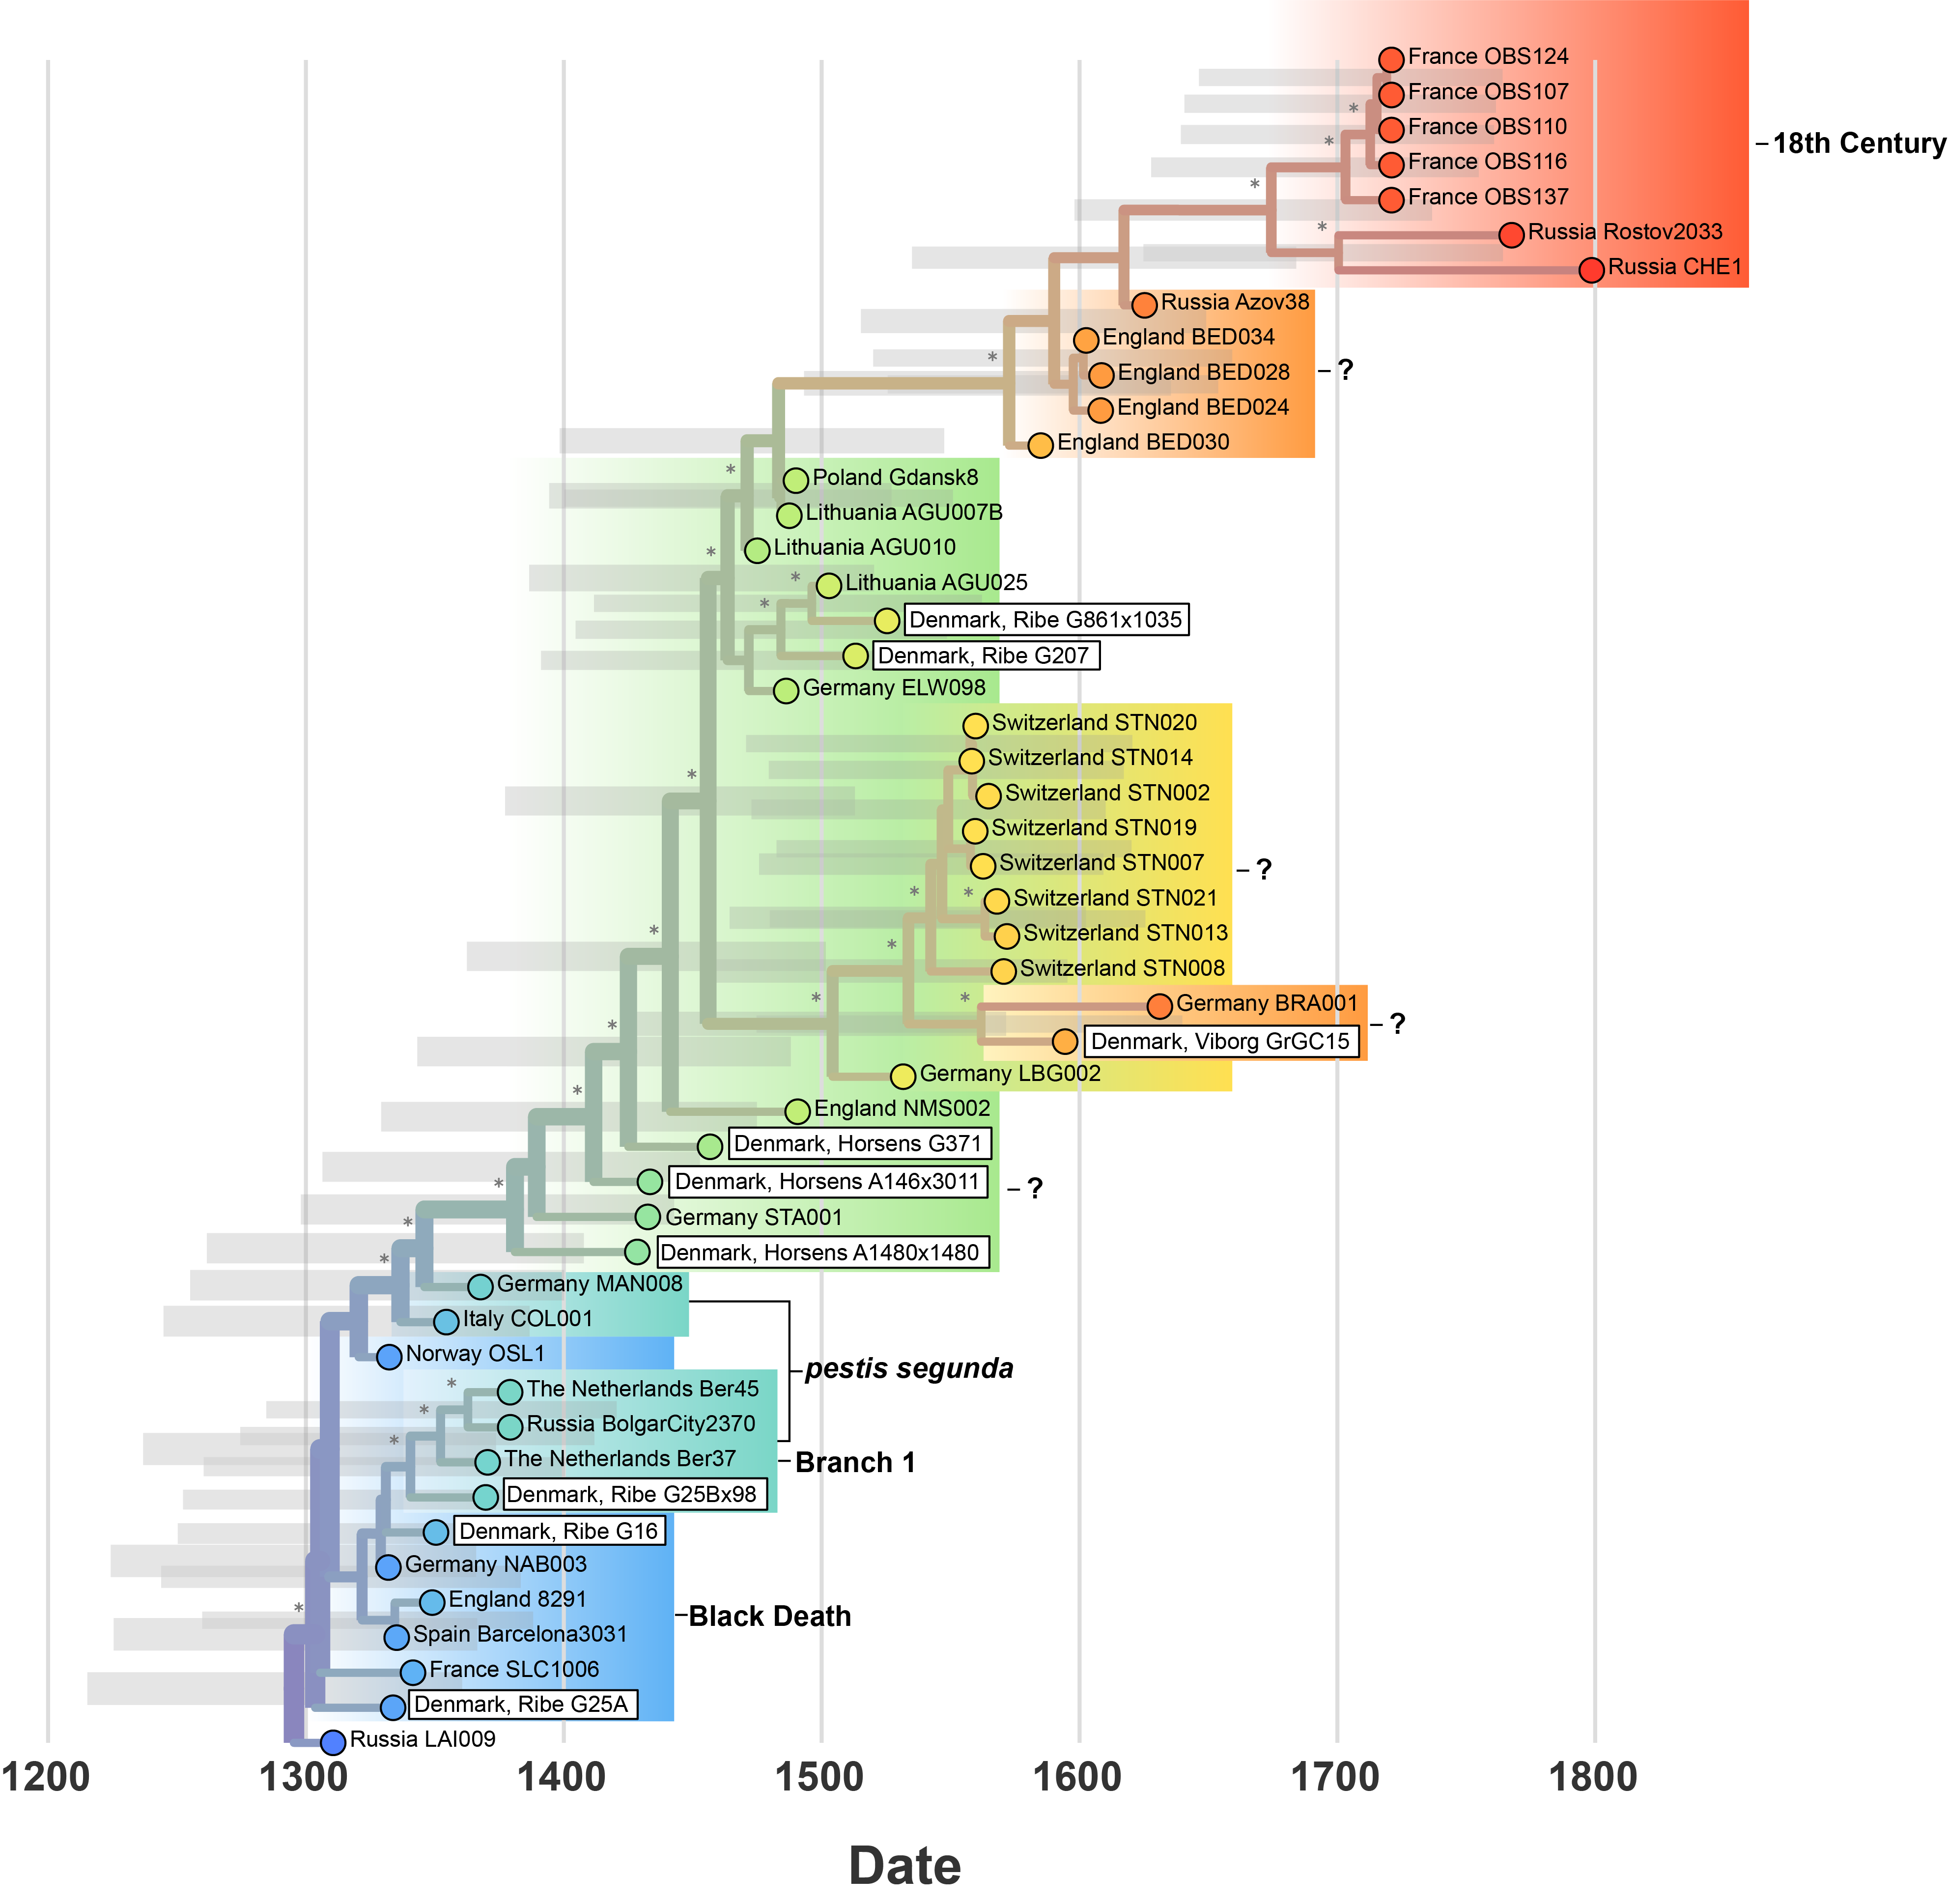 France OBS124
France OBS107
*
France OBS110
*
18th Century
France OBS116
*
France OBS137
*
Russia Rostov2033
Russia CHE1
Russia Azov38
England BED034
*
England BED028
?
England BED024
England BED030
*
Poland Gdansk8
Lithuania AGU007B
*
Lithuania AGU010
*
Lithuania AGU025
*
Denmark, Ribe G861x1035
Denmark, Ribe G207
Germany ELW098
Switzerland STN020
*
Switzerland STN014
Switzerland STN002
Switzerland STN019
Switzerland STN007
?
*
*
Switzerland STN021
*
Switzerland STN013
*
Switzerland STN008
*
*
Germany BRA001
*
?
Denmark, Viborg GrGC15
Germany LBG002
*
England NMS002
Denmark, Horsens G371
*
Denmark, Horsens A146x3011
?
*
Germany STA001
*
Denmark, Horsens A1480x1480
Germany MAN008
Italy COL001
Norway OSL1
pestis segunda
*
The Netherlands Ber45
*
Russia BolgarCity2370
*
The Netherlands Ber37
Branch 1
Denmark, Ribe G25Bx98
Denmark, Ribe G16
Germany NAB003
England 8291
*
Black Death
Spain Barcelona3031
France SLC1006
Denmark, Ribe G25A
Russia LAI009
1200 1300 1400 1500 1600 1700 1800
Date